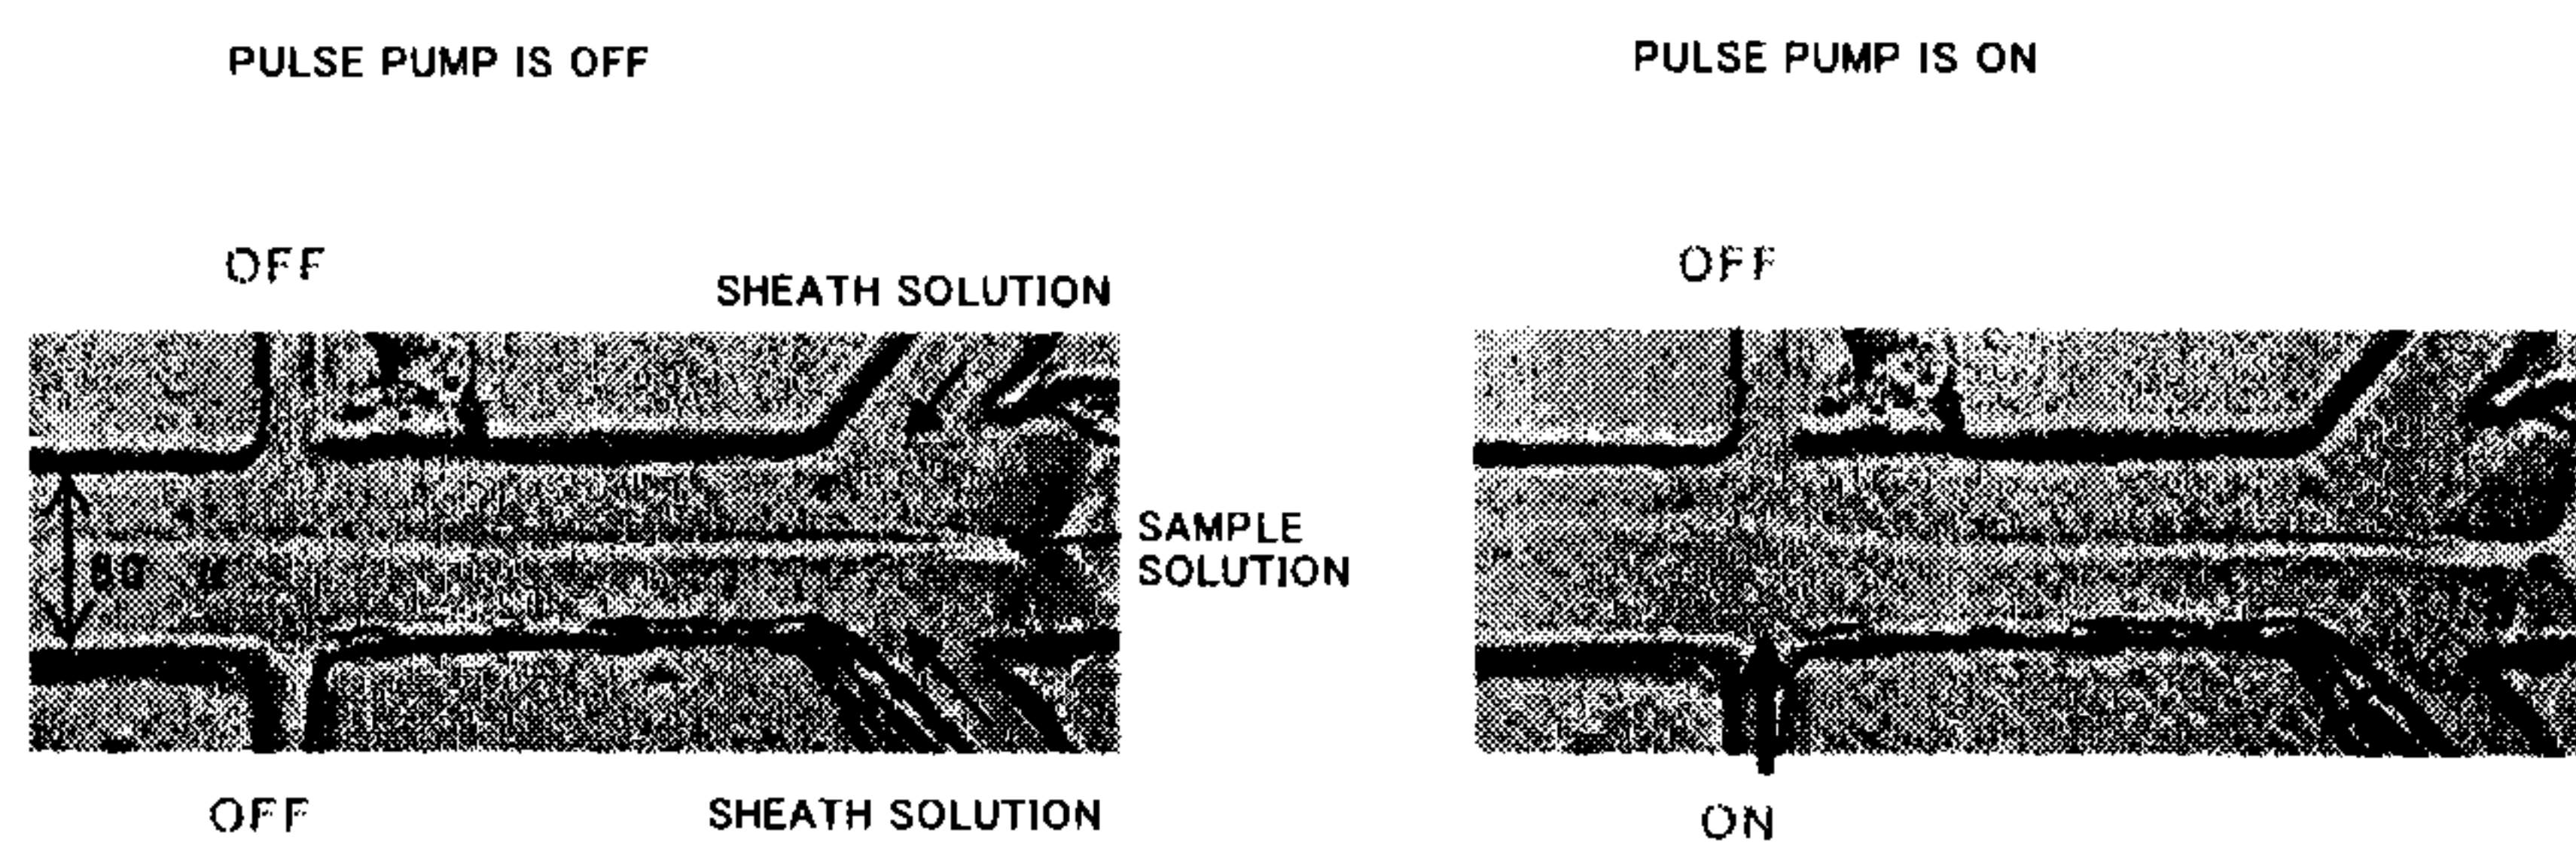 PULSE PUMP IS OFF
PULSE PUMP IS ON
OFF
SHEATH SOLUTION
OFF
SAMPLE
SOLUTION
OFF
SHEATH SOLUTION
ON